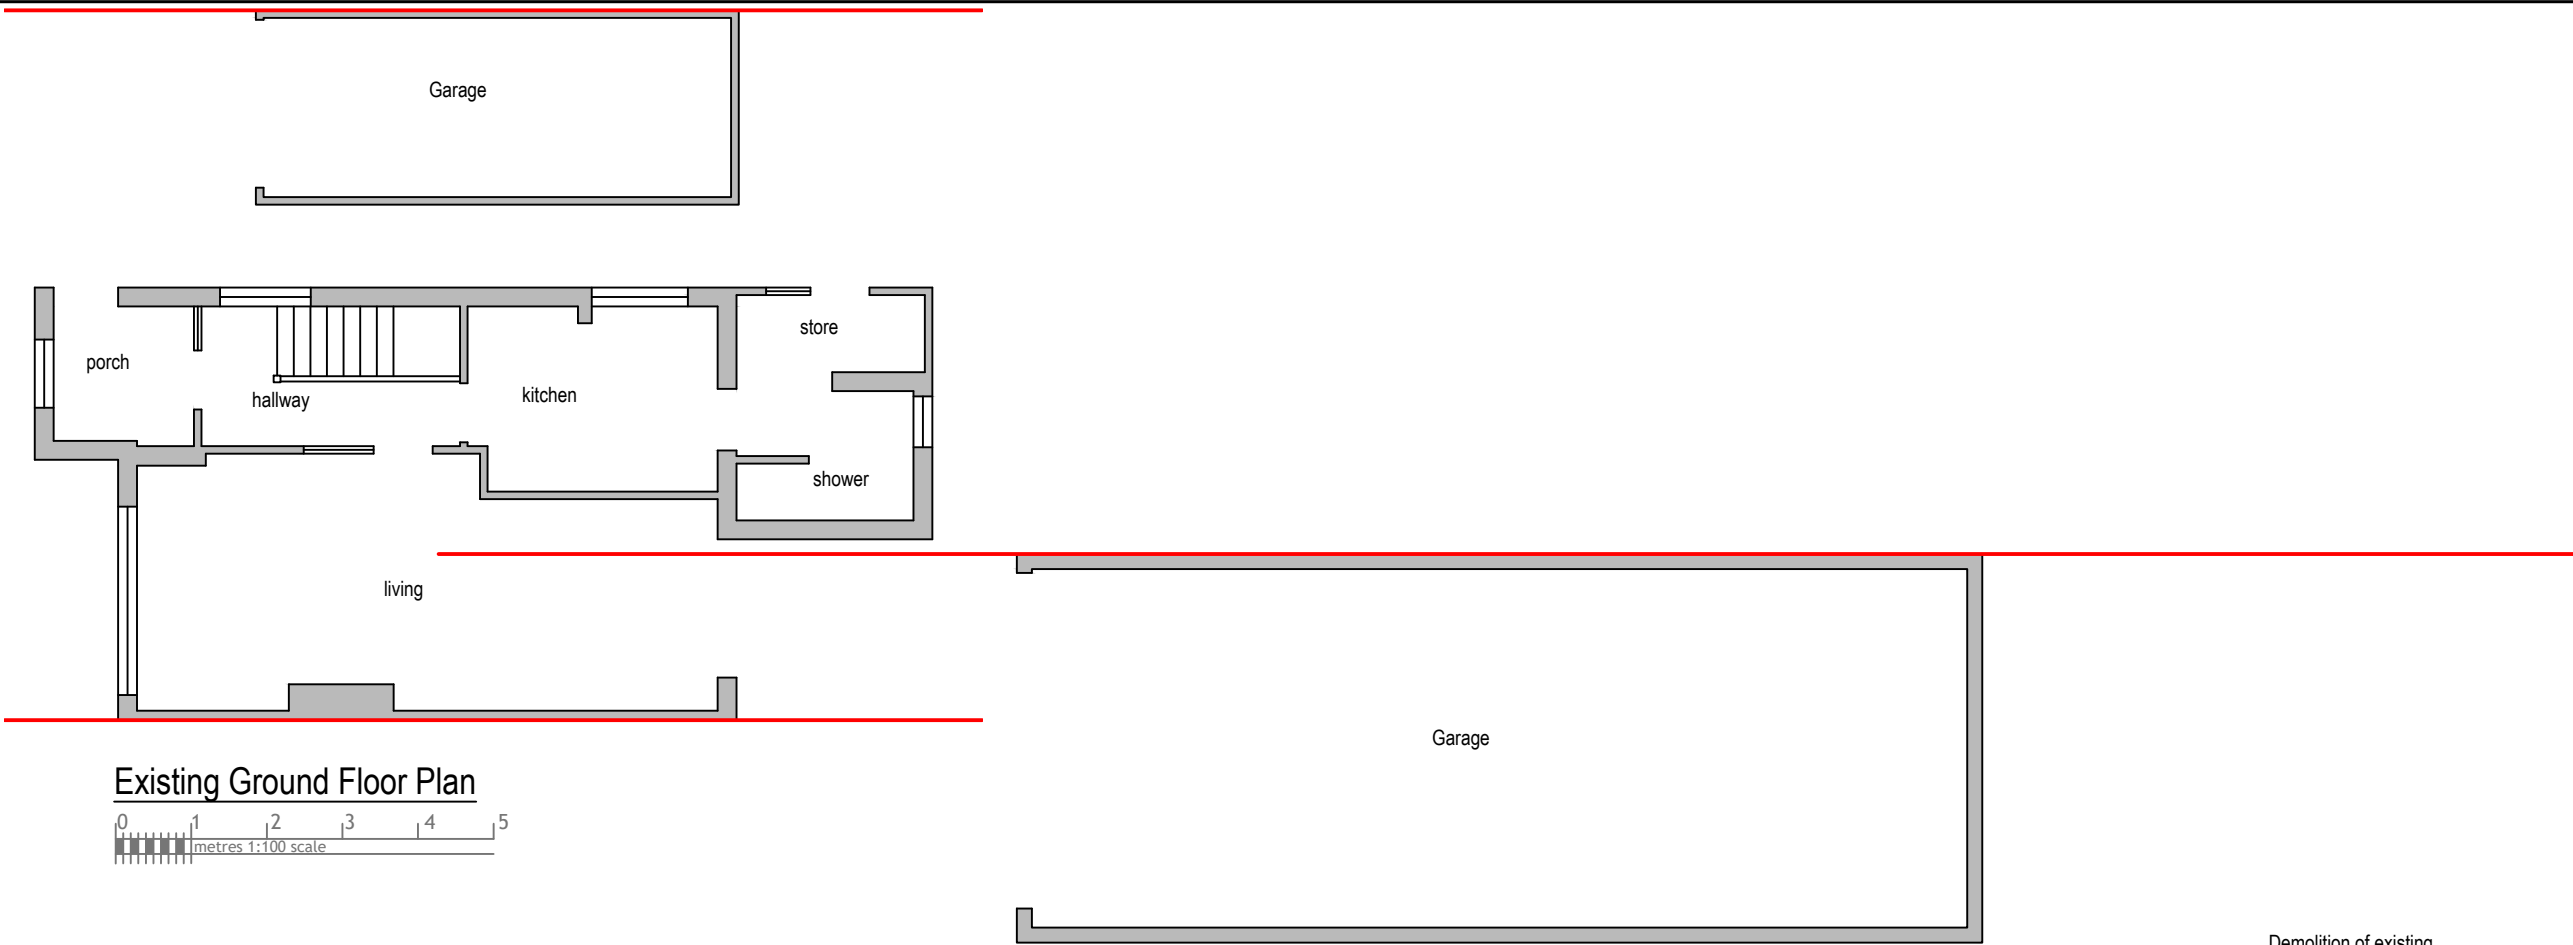 Garage
store
porch
kitchen
hallway
shower
living
Garage
Existing Ground Floor Plan
0 1 2 3 4 5
metres 1:100 scale
Demolition of existing